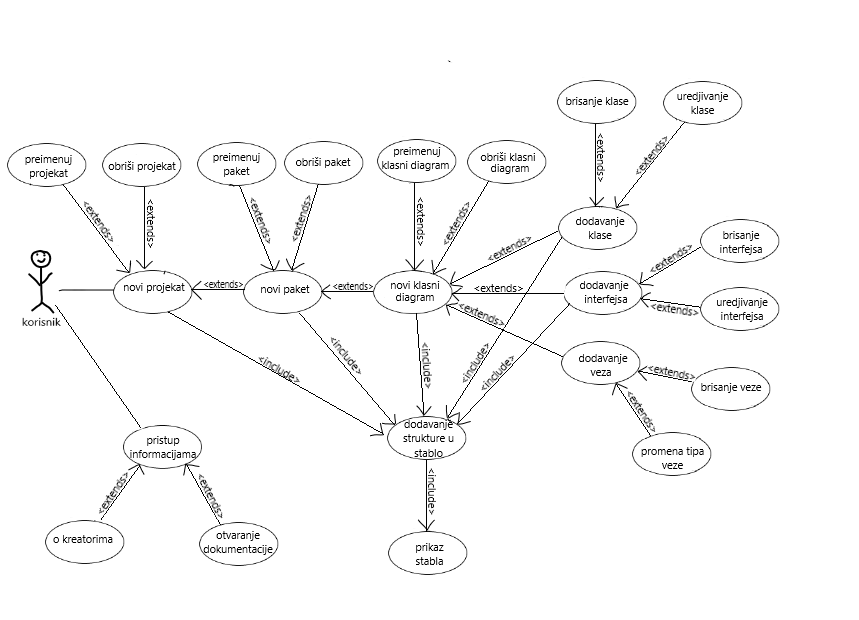 brisanje klase
uredjivanje
klase
<extends>
<extends>
preimenuj
projekat
obriši projekat
preimenuj
paket
obriši paket
preimenuj
klasni diagram
obriši klasni
diagram
<extends>
<extends>
<extends>
<extends>
<extends>
<extends>
dodavanje
klase
brisanje
interfejsa
<extends>
<extends>
korisnik
novi projekat
<extends>
novi paket
<extends>
novi klasni
diagram
<extends>
dodavanje
interfejsa
uredjivanje
interfejsa
<extends>
<extends>
<include>
<include>
<include>
<include>
<include>
dodavanje
veza
<extends>
brisanje veze
<extends>
promena tipa
veze
pristup
informacijama
dodavanje
strukture u
stablo
<extends>
<extends>
<include>
o kreatorima
otvaranje
dokumentacije
prikaz
stabla